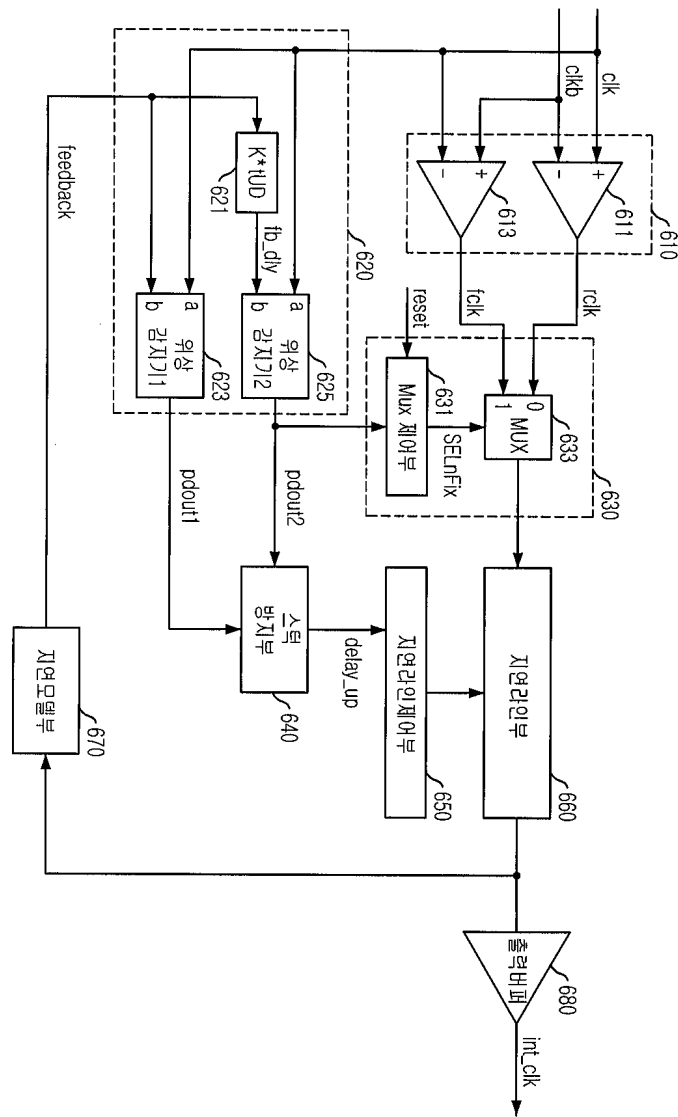 clk
clkb
+
-
611
+
-
613
610
rclk
fclk
0
1
MUX
633
reset
Mux 제어부
631
SELnFix
630
K*tUD
621
fb_dly
a
b
위상
감지기2
625
a
b
위상
감지기1
623
620
feedback
pdout2
pdout1
스턱
방지부
640
delay_up
지연라인제어부
650
지연라인부
660
지연모델부
670
출력버퍼
680
int_clk